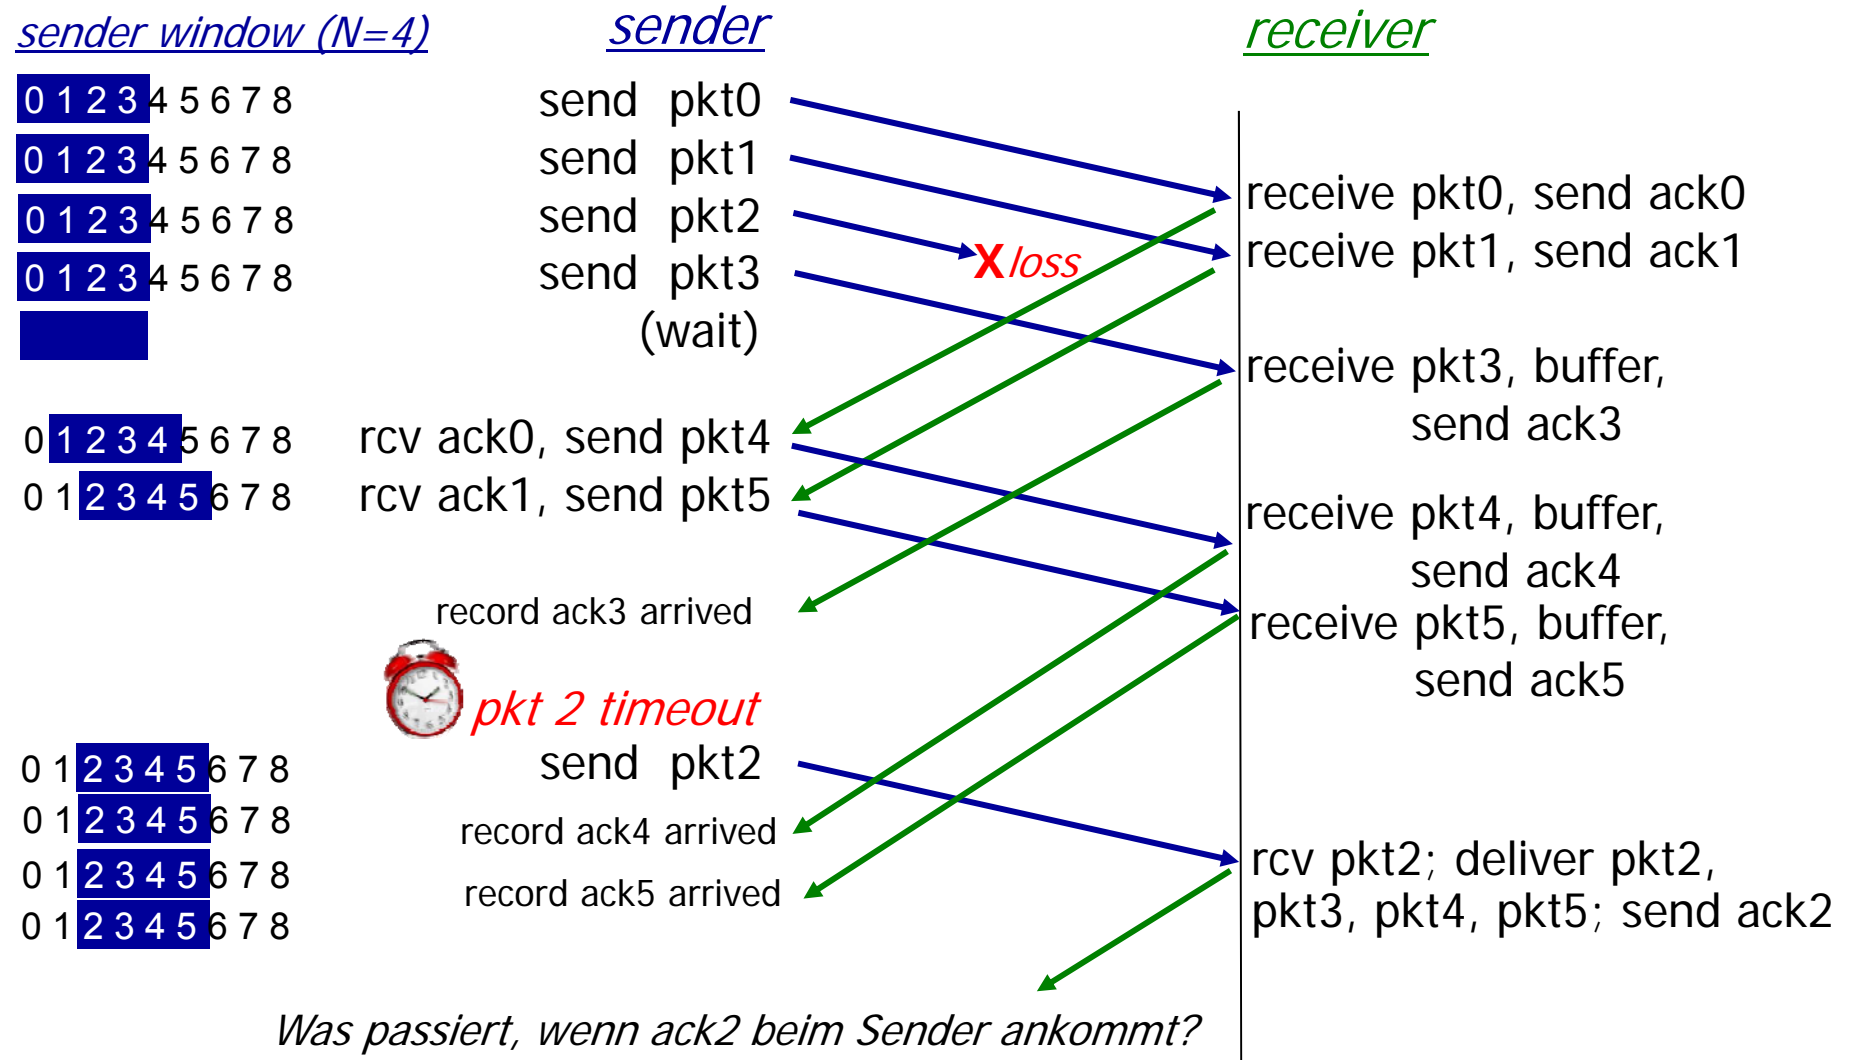 sender window (N=4) sender receiver
0 1 2 3 4 5 6 7 8 send pkt0
0 1 2 3 4 5 6 7 8 send pkt1
receive pkt0, send ack0
0 1 2 3 4 5 6 7 8 send pkt2
receive pkt1, send ack1
X loss
0 1 2 3 4 5 6 7 8 send pkt3
(wait)
receive pkt3, buffer,
send ack3
0 1 2 3 4 5 6 7 8 rcv ack0, send pkt4
0 1 2 3 4 5 6 7 8 rcv ack1, send pkt5
receive pkt4, buffer,
send ack4
record ack3 arrived
receive pkt5, buffer,
send ack5
pkt 2 timeout
0 1 2 3 4 5 6 7 8 send pkt2
0 1 2 3 4 5 6 7 8 record ack4 arrived
0 1 2 3 4 5 6 7 8 record ack5 arrived
rcv pkt2; deliver pkt2,
pkt3, pkt4, pkt5; send ack2
0 1 2 3 4 5 6 7 8
Was passiert, wenn ack2 beim Sender ankommt?